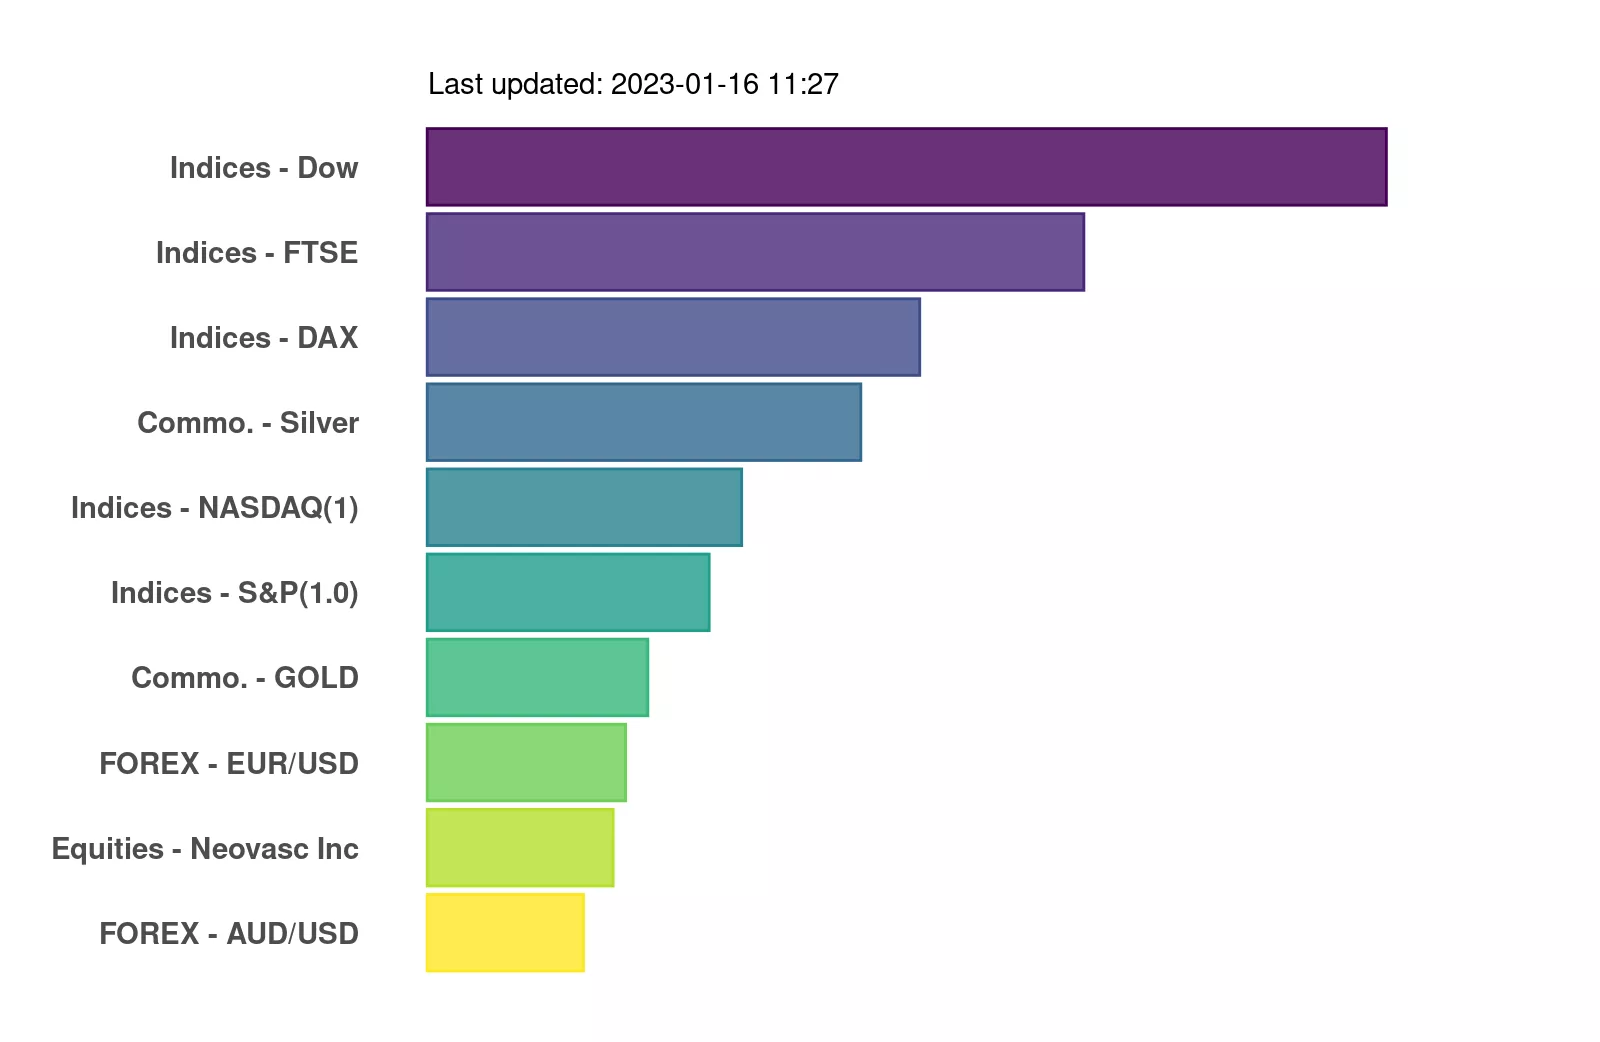 Last updated: 2023-01-16 11:27
Indices - Dow
Indices - FTSE
Indices - DAX
Commo. - Silver
Indices - NASDAQ(1)
Indices - S&P(1.0)
Commo. - GOLD
FOREX - EUR/USD
Equities - Neovasc Inc
FOREX - AUD/USD